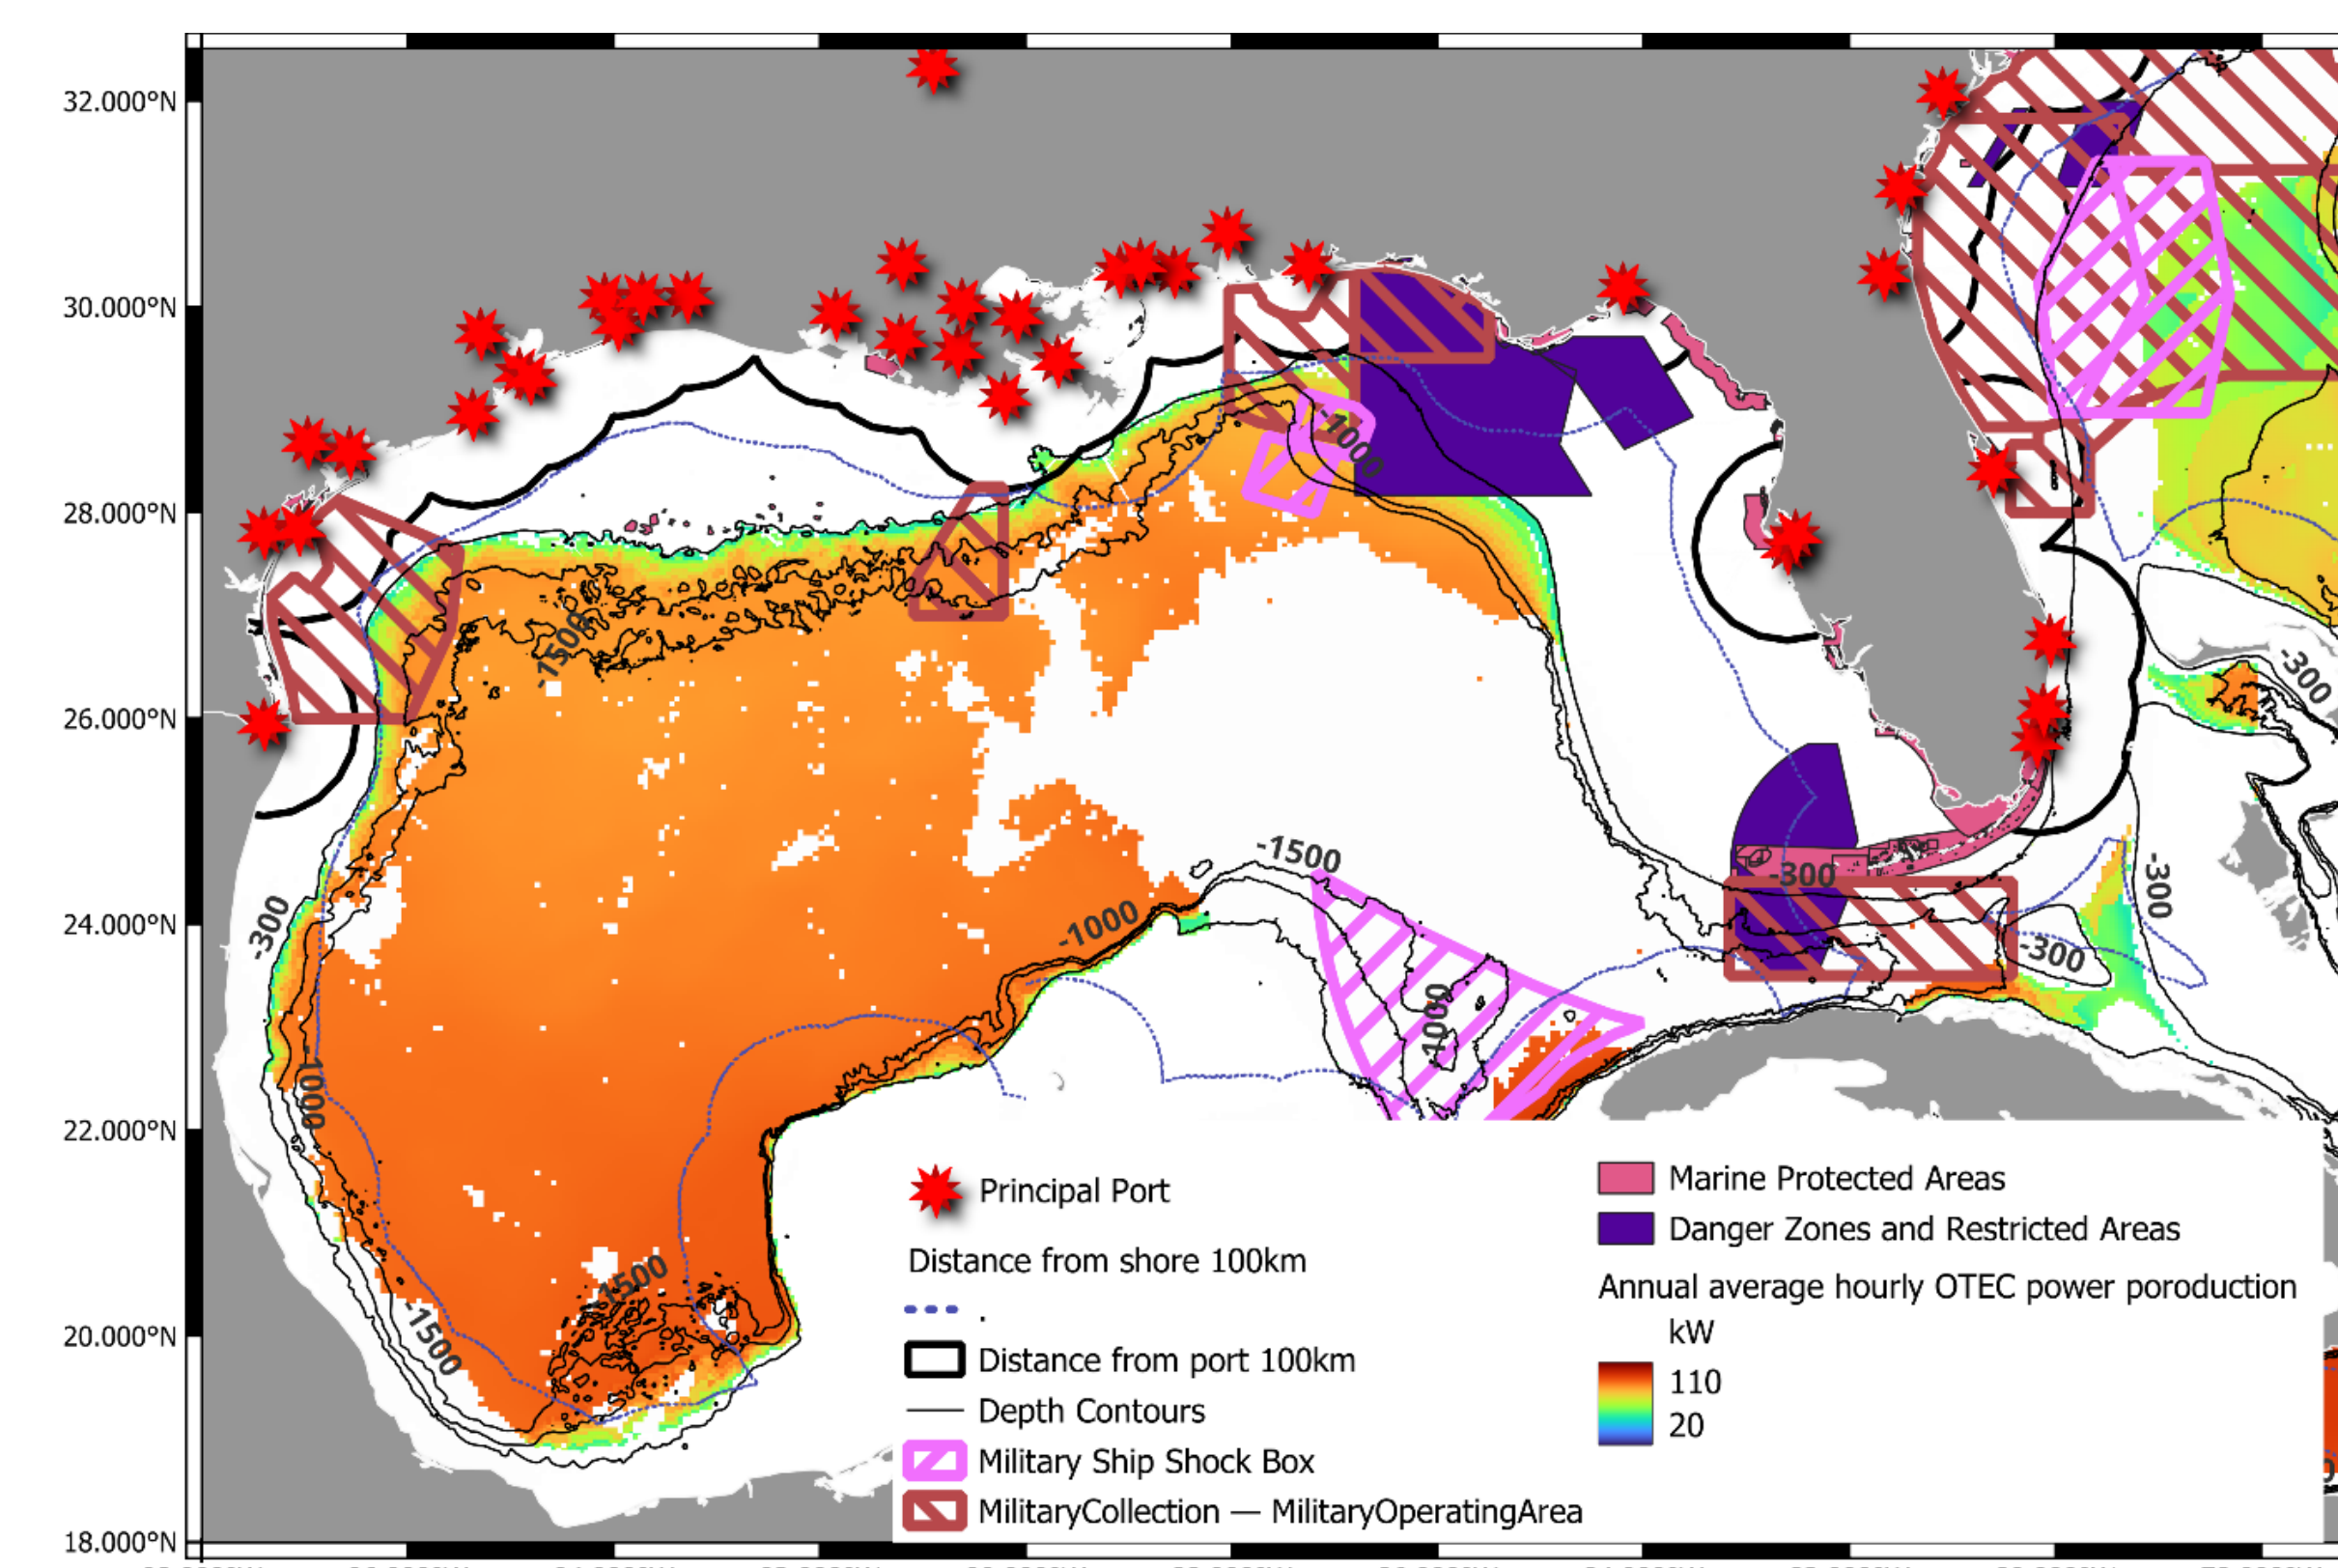 32.000°N
30.000°N
28.000°N
26.000°N
24.000°N
22.000°N
20.000°N
18.000°N
-1000
-1500
-300
-1500
-300
-1000
-300
-300
-300
-1000
-1000
-1500
-1500
Principal Port
Distance from shore 100km
.
Distance from port 100km
Depth Contours
Military Ship Shock Box
MilitaryCollection — MilitaryOperatingArea
Marine Protected Areas
Danger Zones and Restricted Areas
Annual average hourly OTEC power poroduction
kW
110
20